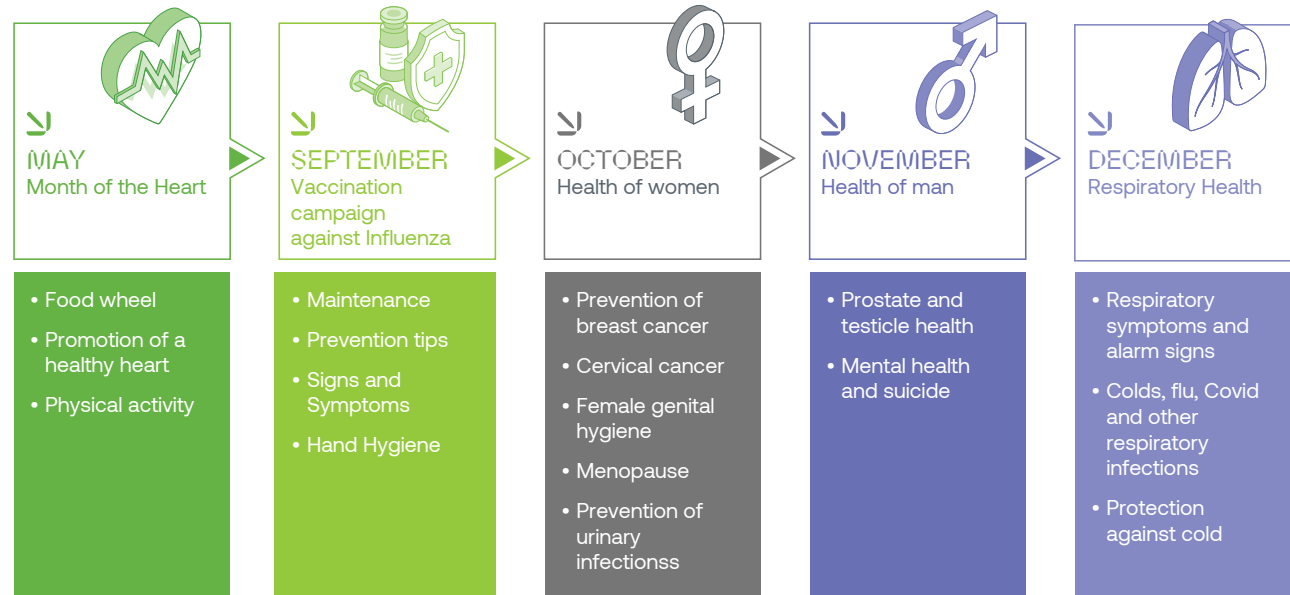 MAY
Month of the Heart
SEPTEMBER
Vaccination
campaign
against Influenza
OCTOBER
Health of women
NOVEMBER
Health of man
DECEMBER
Respiratory Health
• Food wheel
• Promotion of a
healthy heart
• Physical activity
• Maintenance
• Prevention tips
• Signs and
Symptoms
• Hand Hygiene
• Prevention of
breast cancer
• Cervical cancer
• Female genital
hygiene
• Menopause
• Prevention of
urinary
infectionss
• Prostate and
testicle health
• Mental health
and suicide
• Respiratory
symptoms and
alarm signs
• Colds, flu, Covid
and other
respiratory
infections
• Protection
against cold